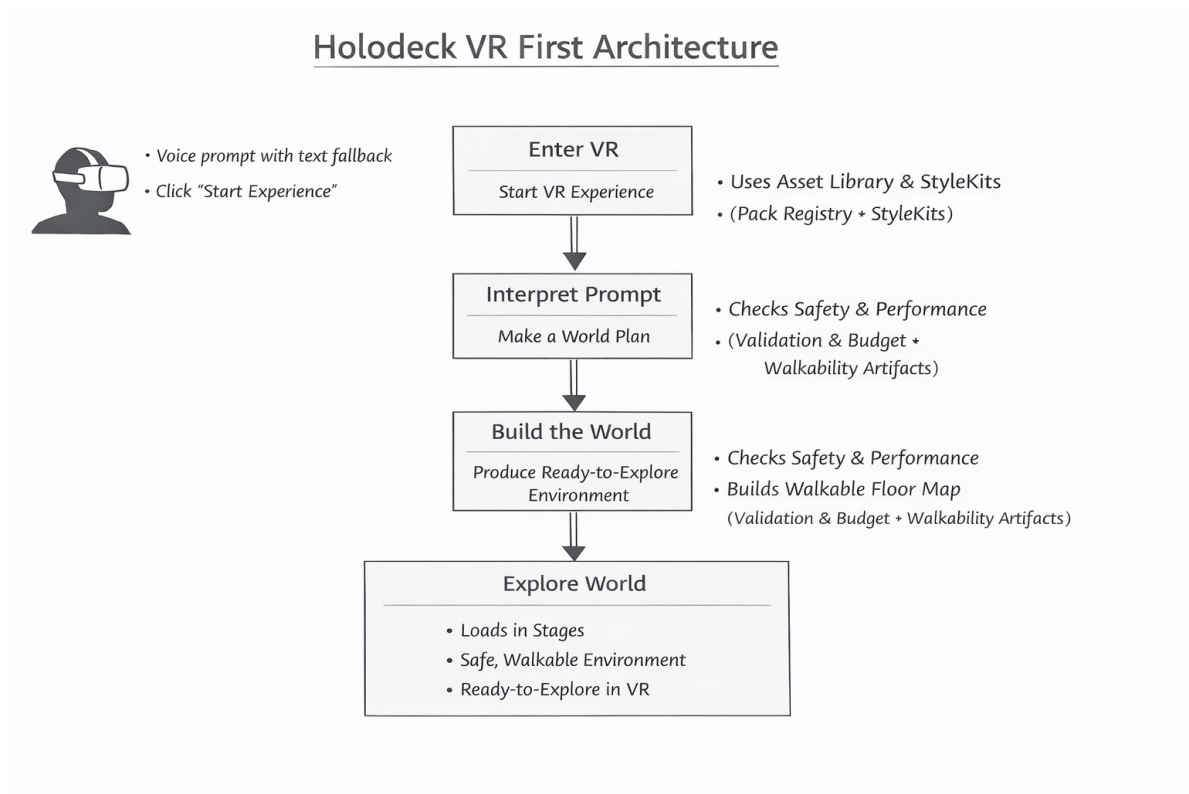 Holodeck VR First Architecture
• Voice prompt with text fallback
• Click “Start Experience”
Enter VR
Start VR Experience
• Uses Asset Library & StyleKits
• (Pack Registry + StyleKits)
Interpret Prompt
Make a World Plan
• Checks Safety & Performance
• (Validation & Budget +
Walkability Artifacts)
Build the World
Produce Ready-to-Explore
Environment
• Checks Safety & Performance
• Builds Walkable Floor Map
(Validation & Budget + Walkability Artifacts)
Explore World
• Loads in Stages
• Safe, Walkable Environment
• Ready-to-Explore in VR